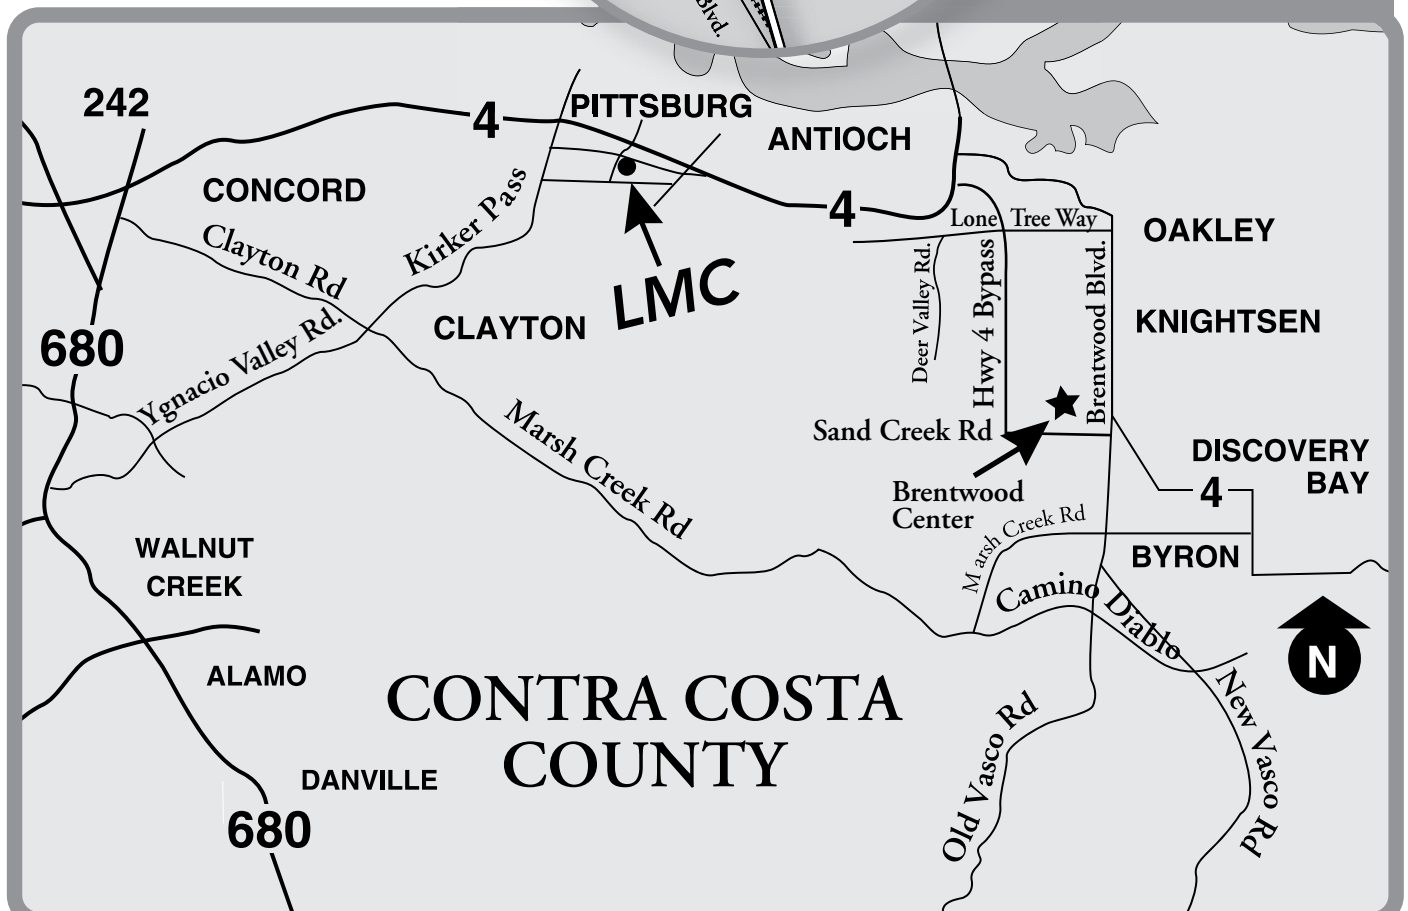 Blvd.
242
4
PITTSBURG
ANTIOCH
CONCORD
Kirker Pass
4
Lone Tree Way
OAKLEY
Clayton Rd
LMC
Deer Valley Rd.
Hwy 4 Bypass
Brentwood Blvd.
KNIGHTSEN
680
CLAYTON
Ygnacio Valley Rd.
Marsh Creek Rd
Sand Creek Rd
DISCOVERY
BAY
4
Brentwood
Center
Marsh Creek Rd
BYRON
WALNUT
CREEK
Camino Diablo
N
ALAMO
CONTRA COSTA
COUNTY
Old Vasco Rd
New Vasco Rd
DANVILLE
680